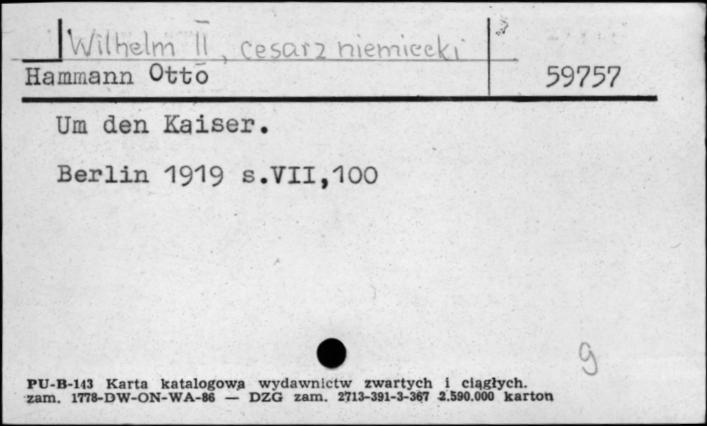 Wilhelm II, cesarz niemiecki
Hammann Otto 59757
Um den Kaiser.
Berlin 1919 s.VII,100
g
PU-B-143 Karta katalogowa wydawnictw zwartych i ciągłych.
zam. 1778-DW-ON-WA-86 — DZG zam. 2713-391-3-367 2.590.000 karton